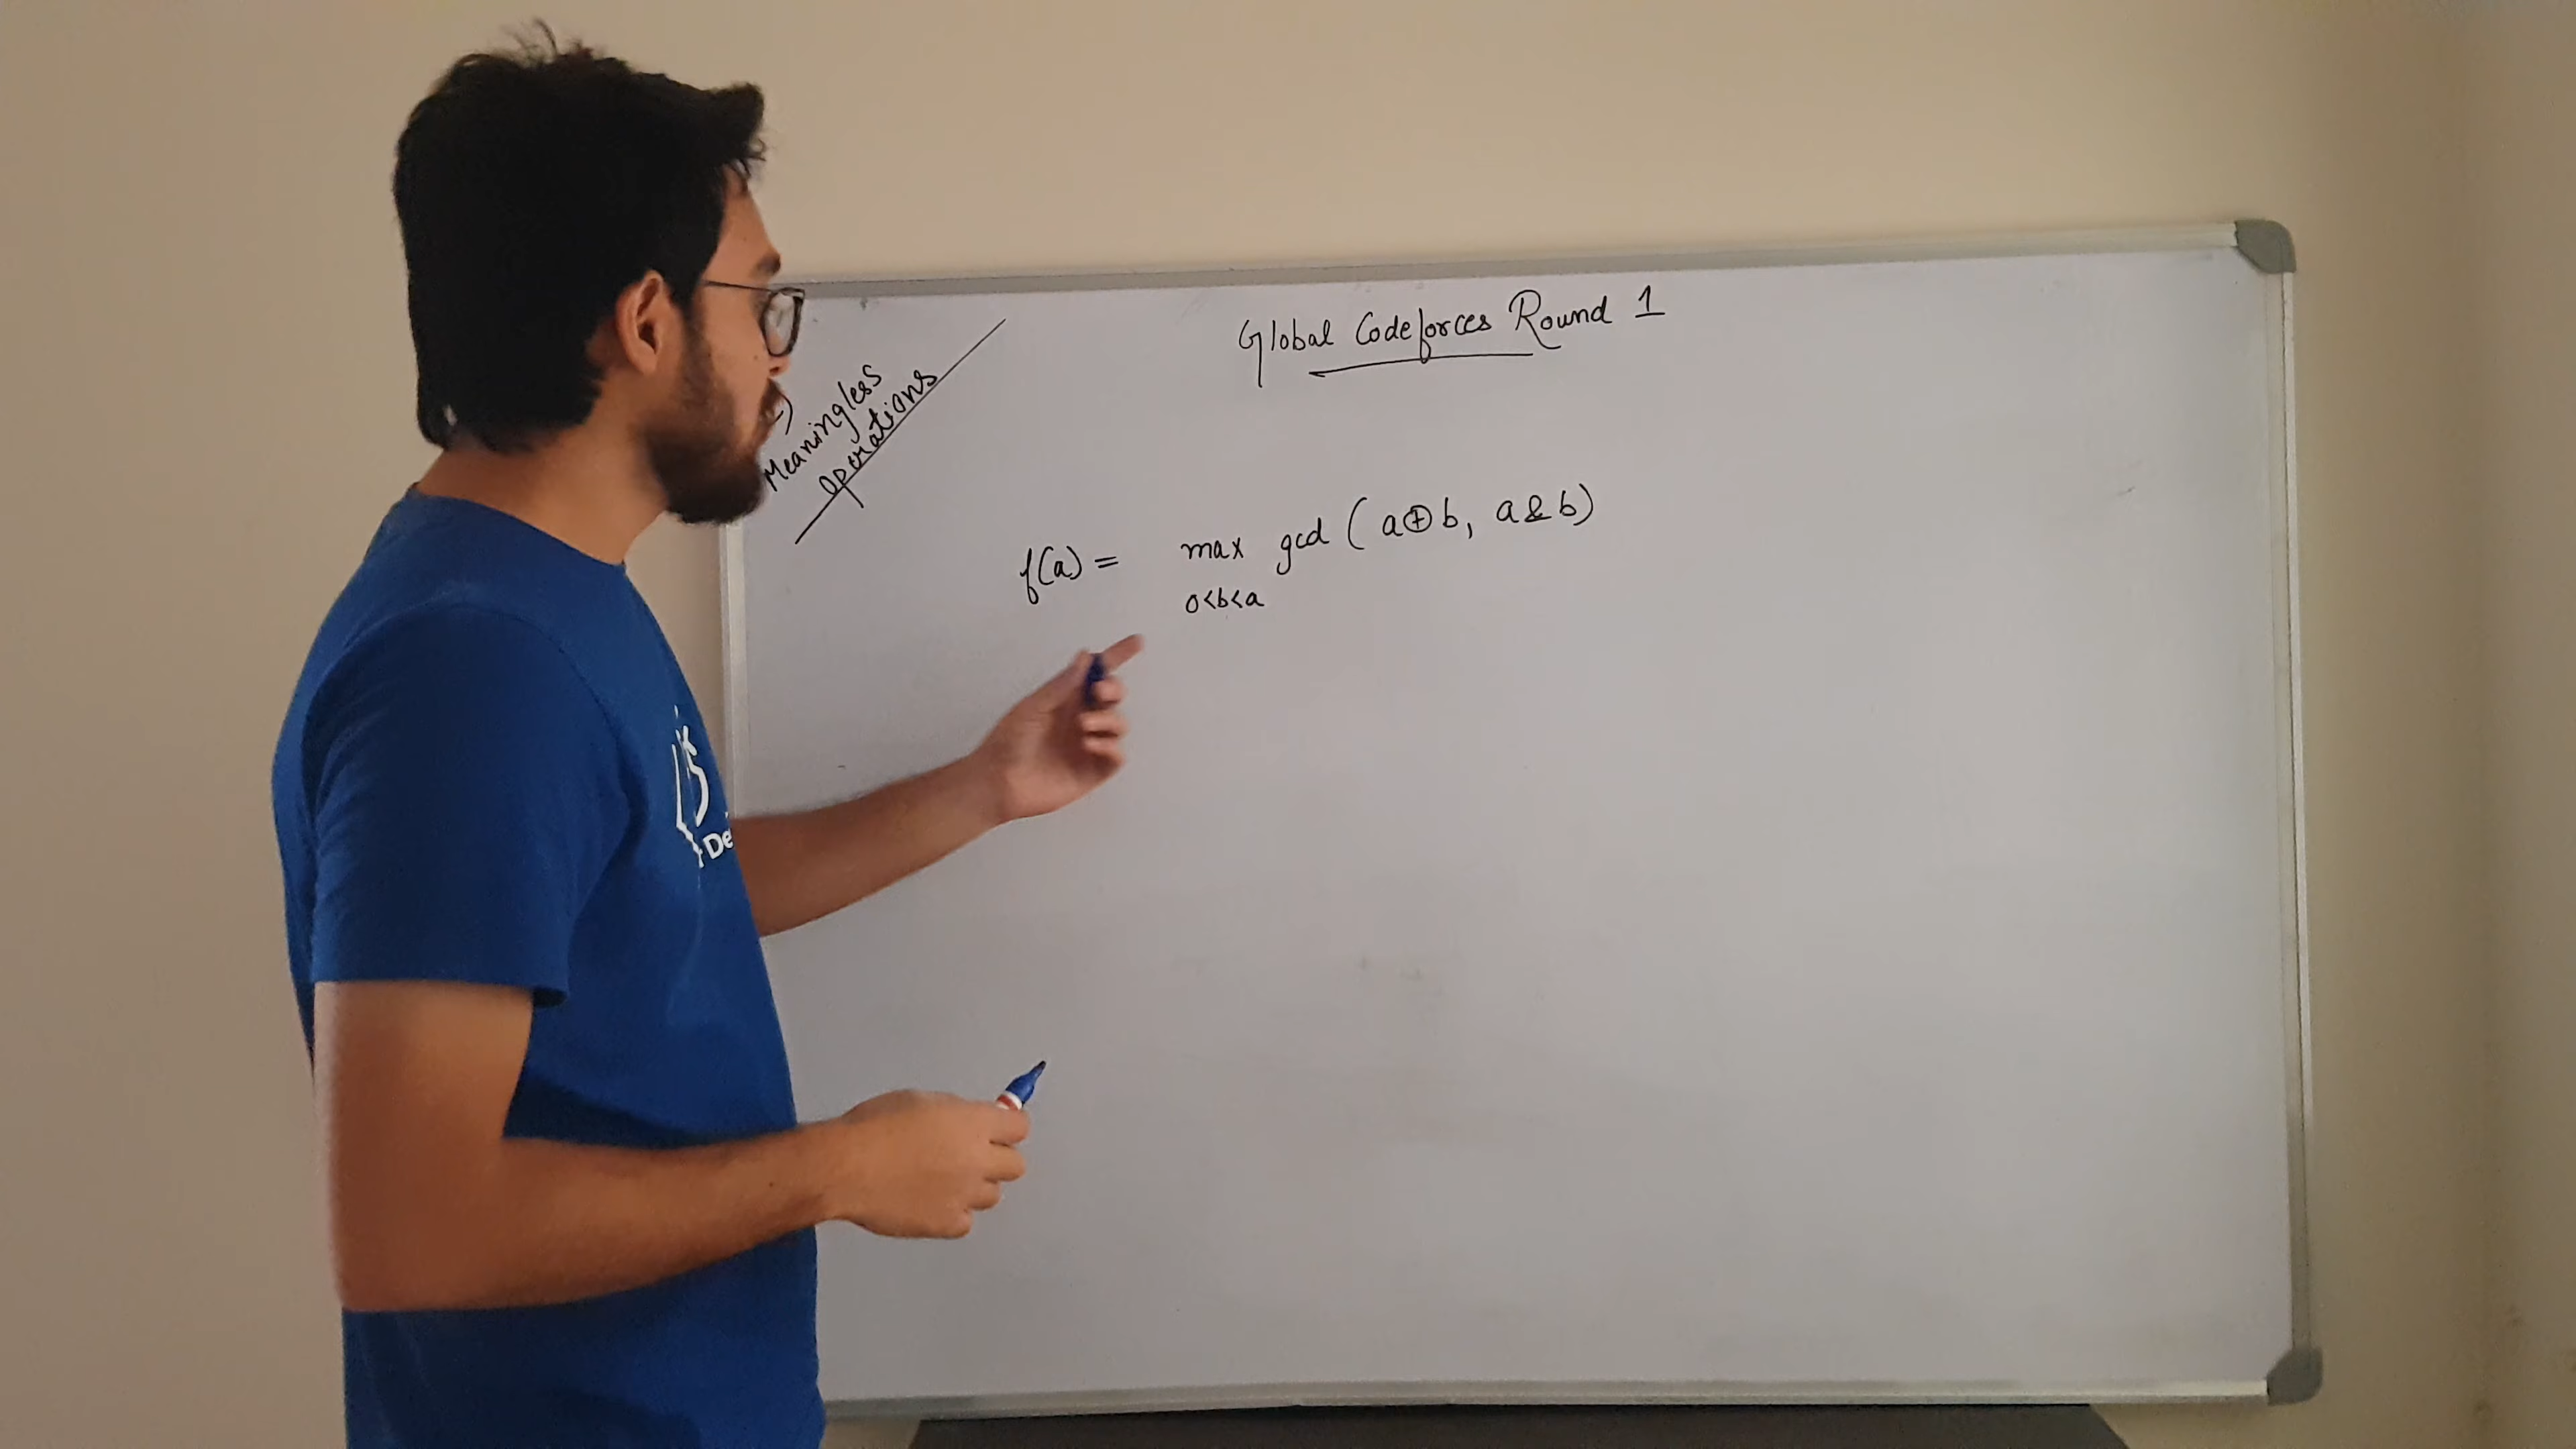 Global Codeforces Round 1
Meaningless
operations
f(a) = max gcd (a⊕b, a&b)
0<b<a